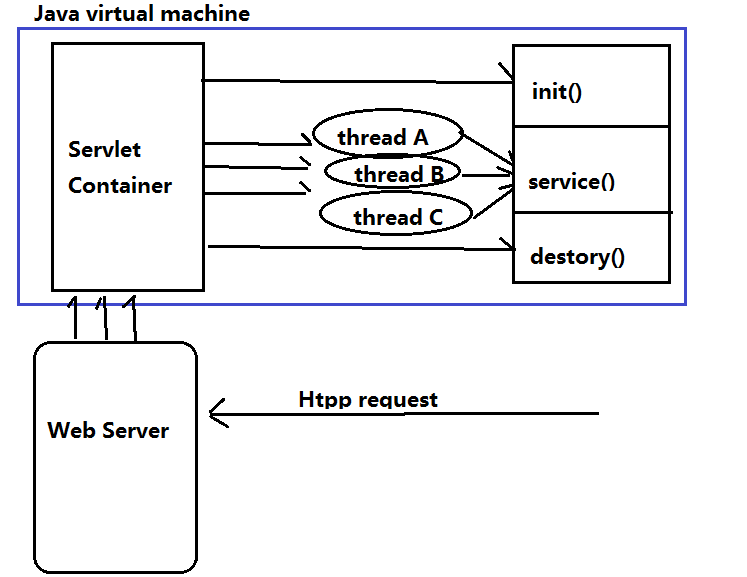 Java virtual machine
init()
thread A
Servlet
Container
thread B
service()
thread C
destory()
Htpp request
Web Server